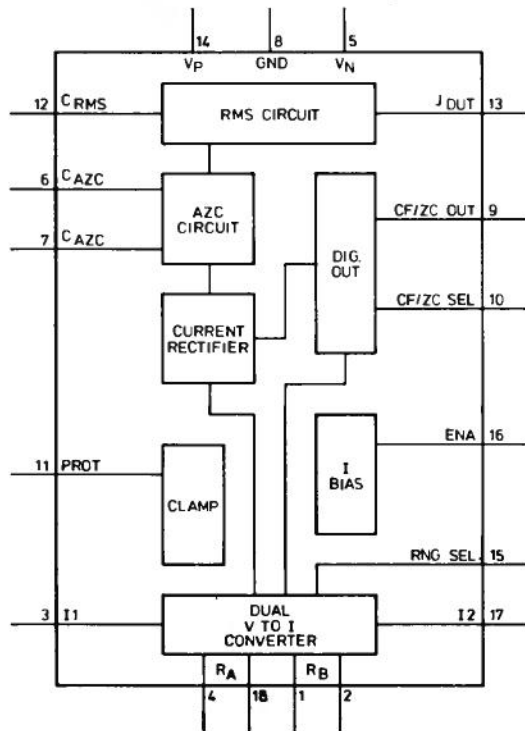 14 8 5
VP GND VN
12 CRMS
RMS CIRCUIT
JDUT 13
6 CAZC
AZC
CIRCUIT
CF/ZC OUT 9
7 CAZC
DIG.
OUT
CF/ZC SEL 10
CURRENT
RECTIFIER
ENA 16
11 PROT
I
BIAS
CLAMP
RNG SEL 15
3 I1
DUAL
V TO I
CONVERTER
I2 17
RA RB
4 18 1 2